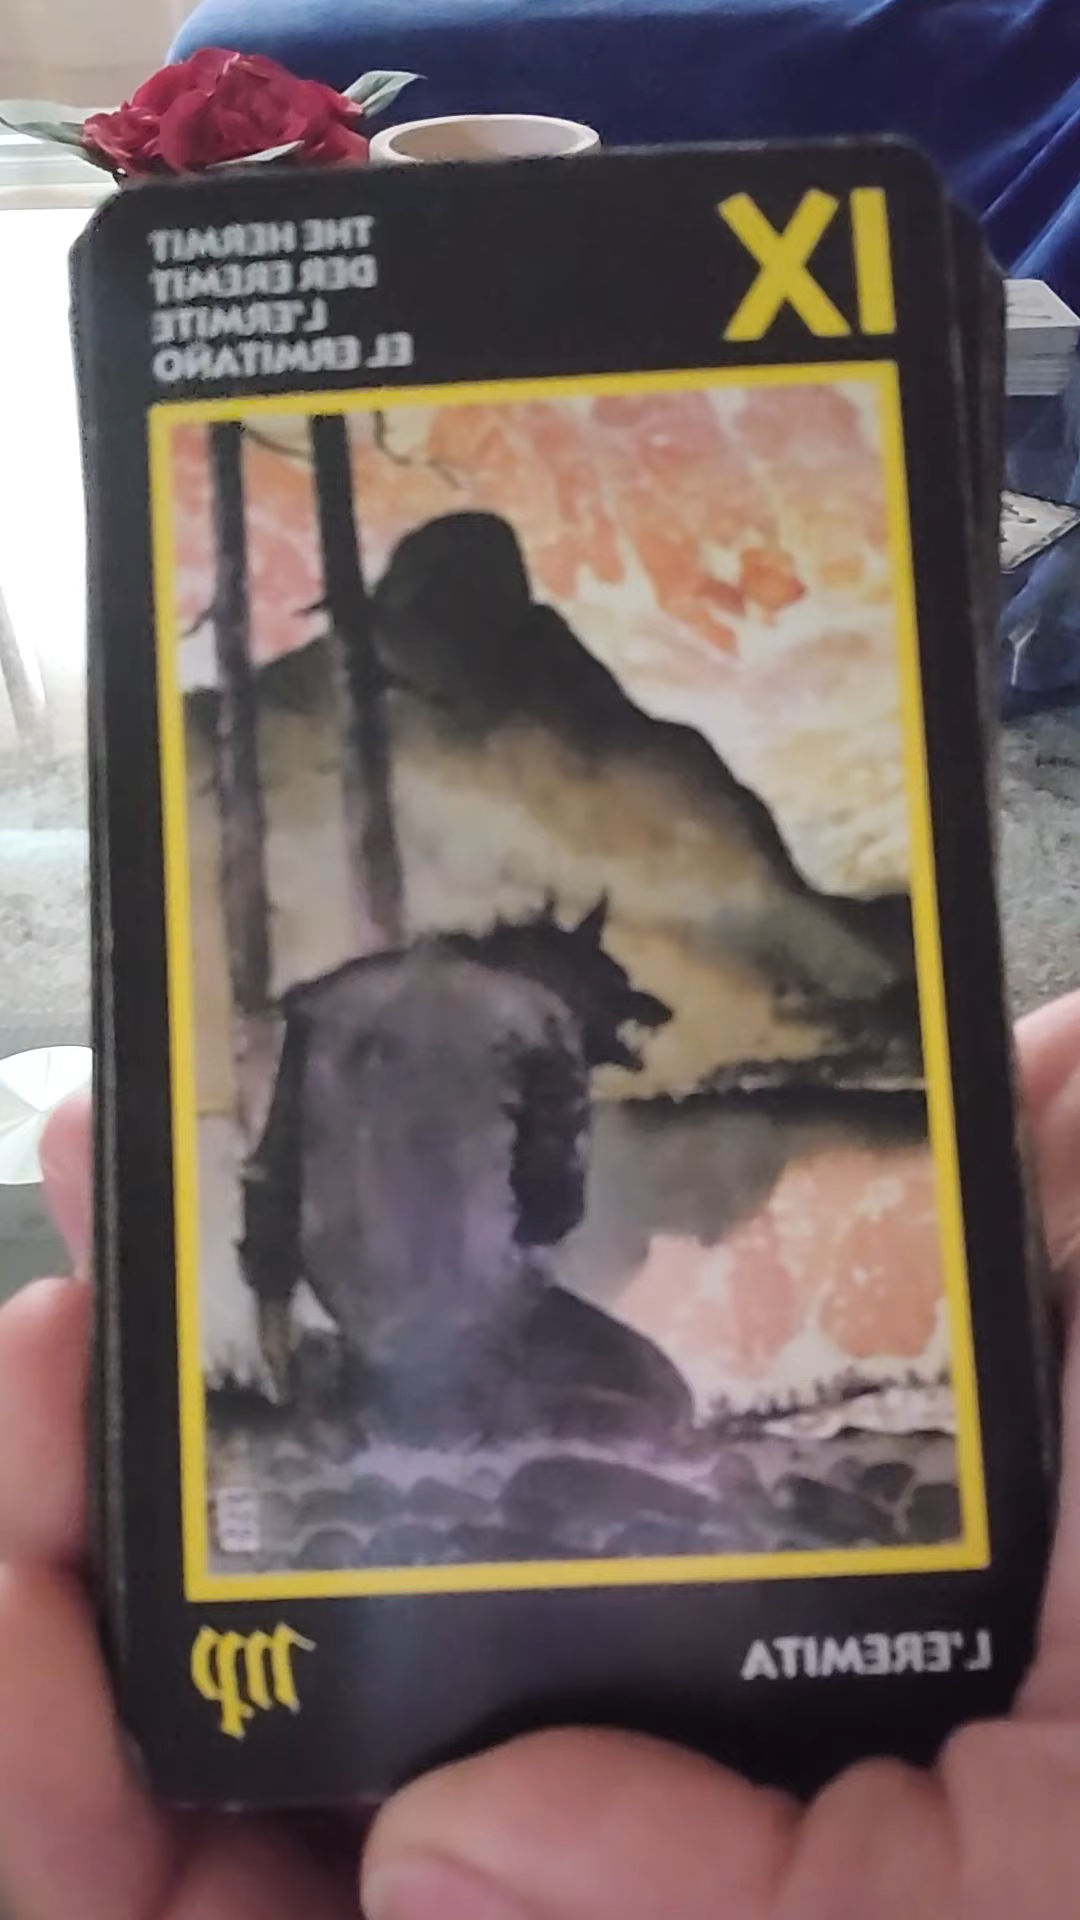 IX
THE HERMIT
DER EREMIT
L'ERMITE
EL ERMITAÑO
L'EREMITA